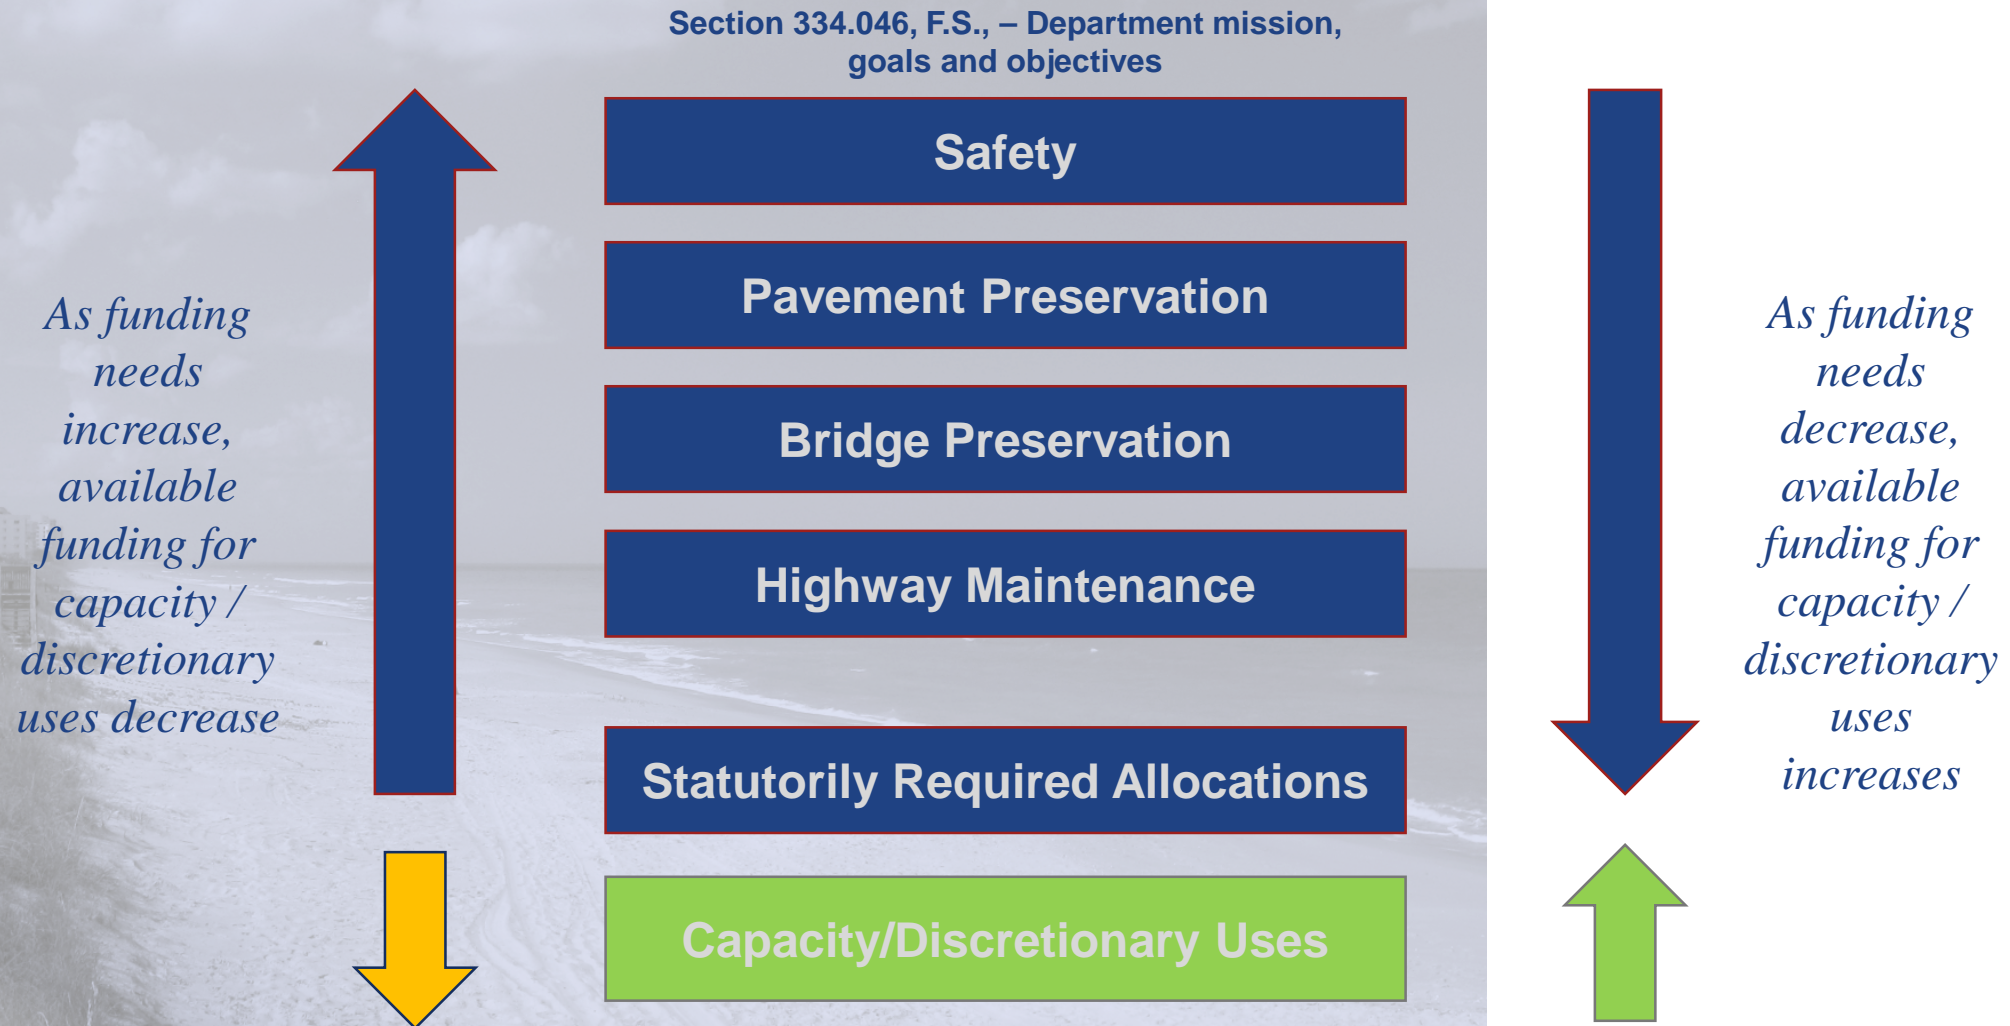 Section 334.046, F.S., – Department mission,
goals and objectives
As funding
needs
increase,
available
funding for
capacity /
discretionary
uses decrease
Safety
Pavement Preservation
Bridge Preservation
Highway Maintenance
Statutorily Required Allocations
Capacity/Discretionary Uses
As funding
needs
decrease,
available
funding for
capacity /
discretionary
uses
increases